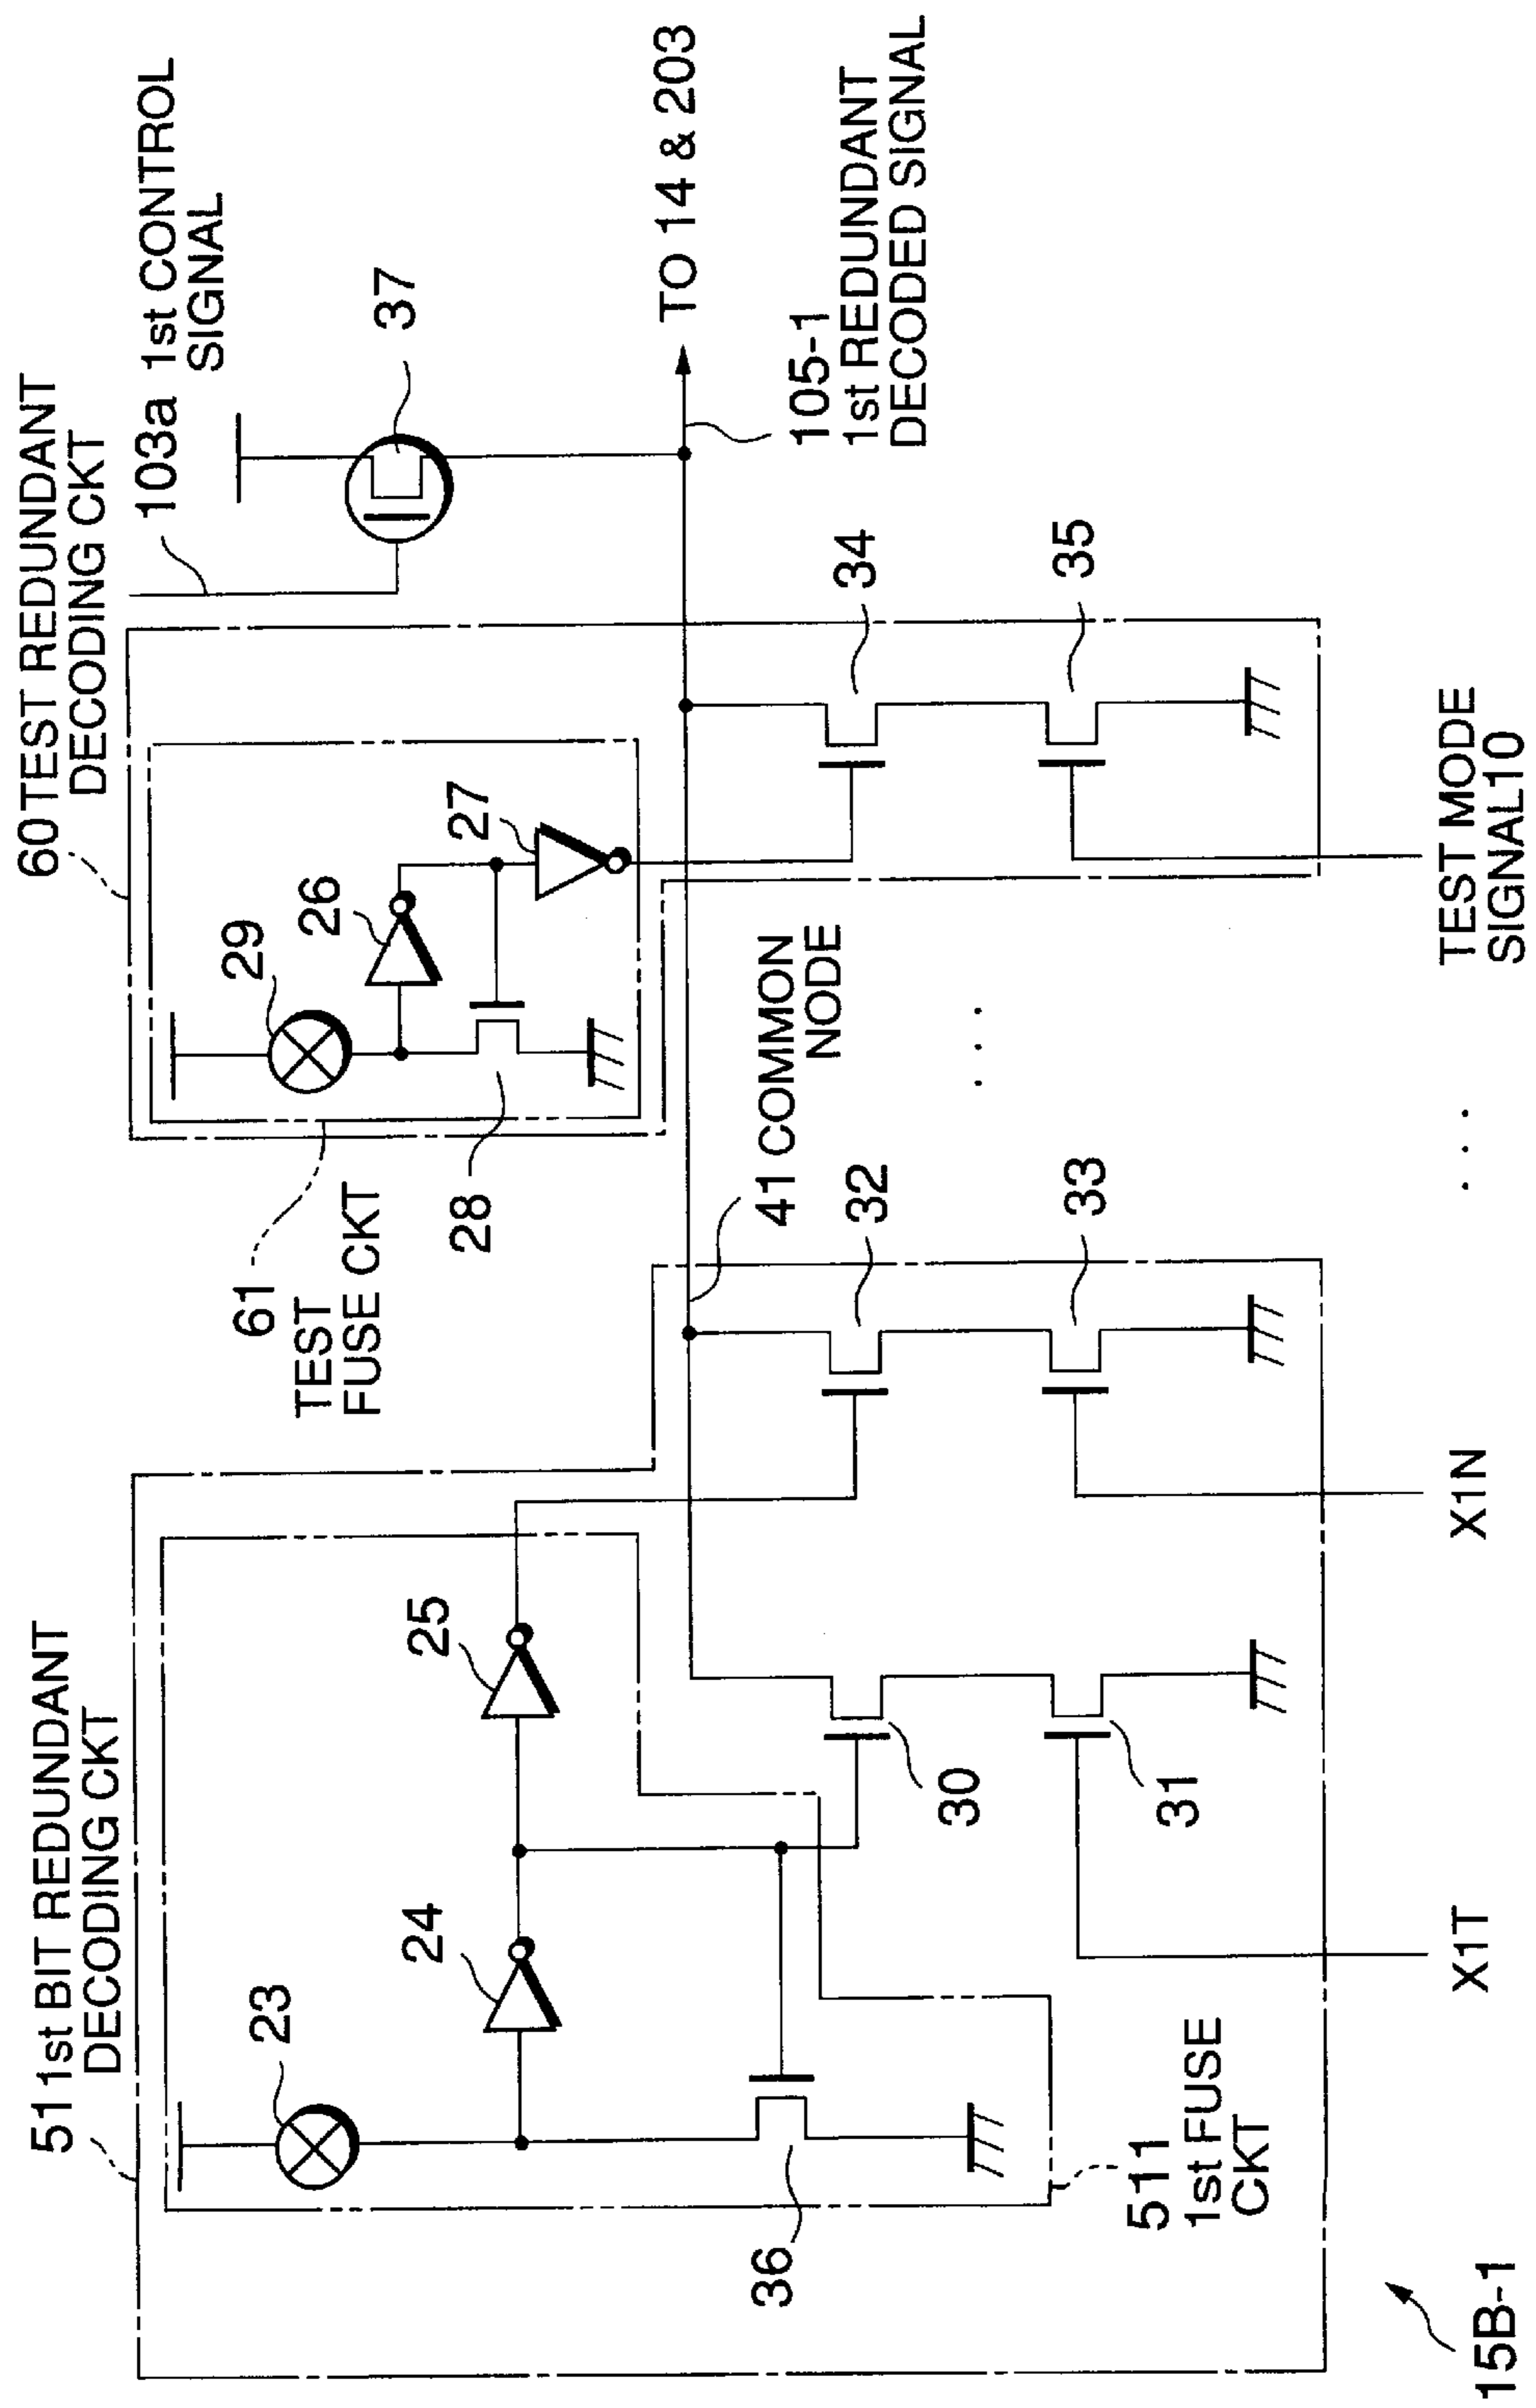 60 TEST REDUNDANT
DECODING CKT
103a 1st CONTROL
SIGNAL
37
TO 14 & 203
105-1
1st REDUNDANT
DECODED SIGNAL
29
26
27
28
61
TEST
FUSE CKT
41 COMMON
NODE
34
35
. . .
TEST MODE
SIGNAL10
51 1st BIT REDUNDANT
DECODING CKT
23
24
25
36
511
1st FUSE
CKT
30
31
32
33
X1T
X1N
. . .
15B-1